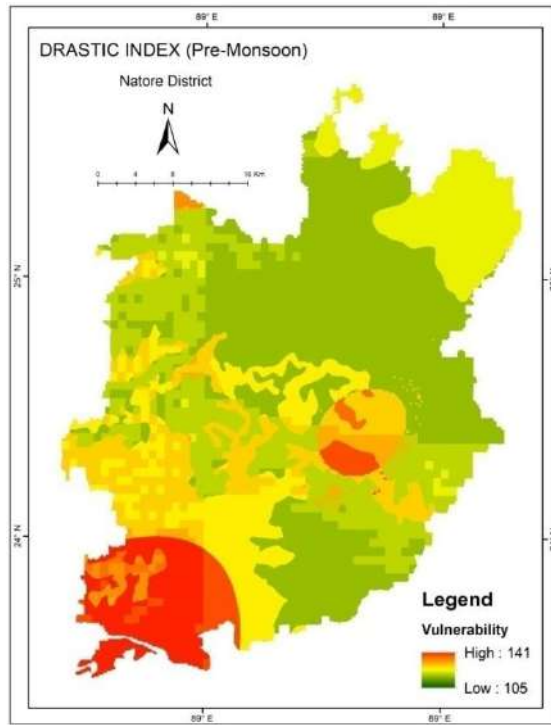 89° E
89° E
DRASTIC INDEX (Pre-Monsoon)
Natore District
N
0 4 8 16 Km
25° N
24° N
Legend
Vulnerability
High : 141
Low : 105
89° E
89° E